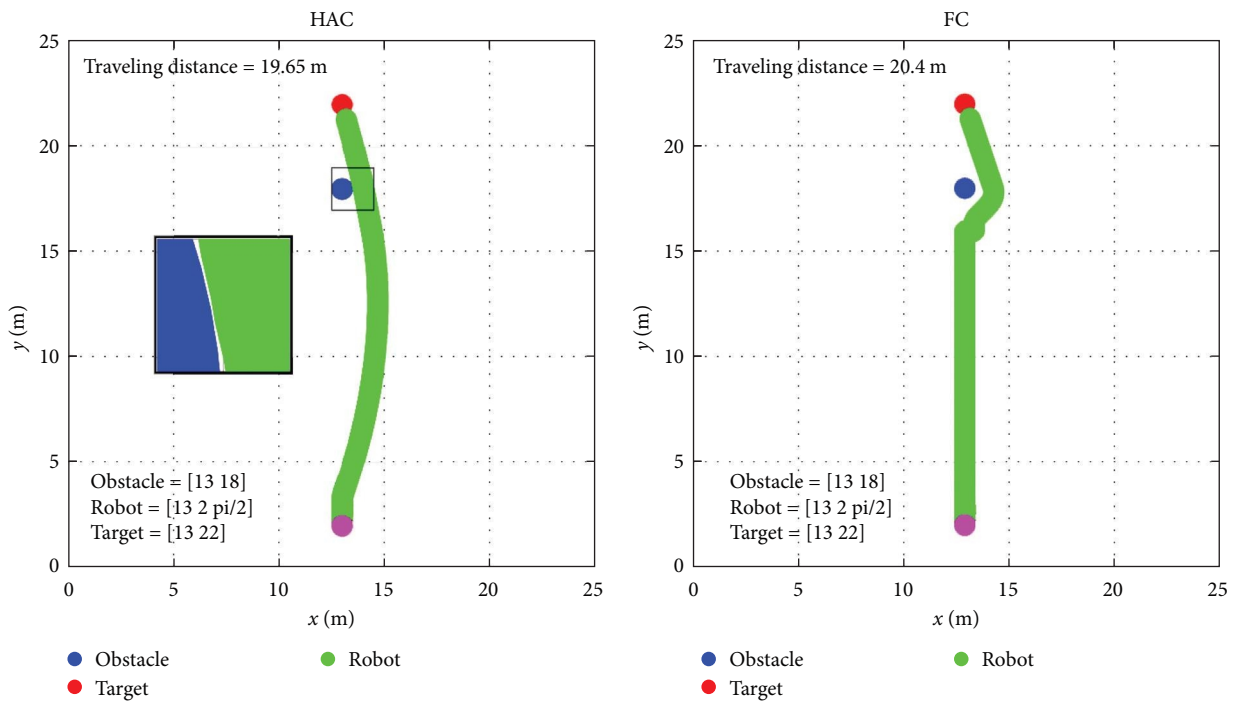 HAC
25
Traveling distance = 19.65 m
20
15
y (m)
10
5
Obstacle = [13 18]
Robot = [13 2 pi/2]
Target = [13 22]
0
0 5 10 15 20 25
x (m)
Obstacle
Robot
Target
FC
25
Traveling distance = 20.4 m
20
15
y (m)
10
5
Obstacle = [13 18]
Robot = [13 2 pi/2]
Target = [13 22]
0
0 5 10 15 20 25
x (m)
Obstacle
Robot
Target